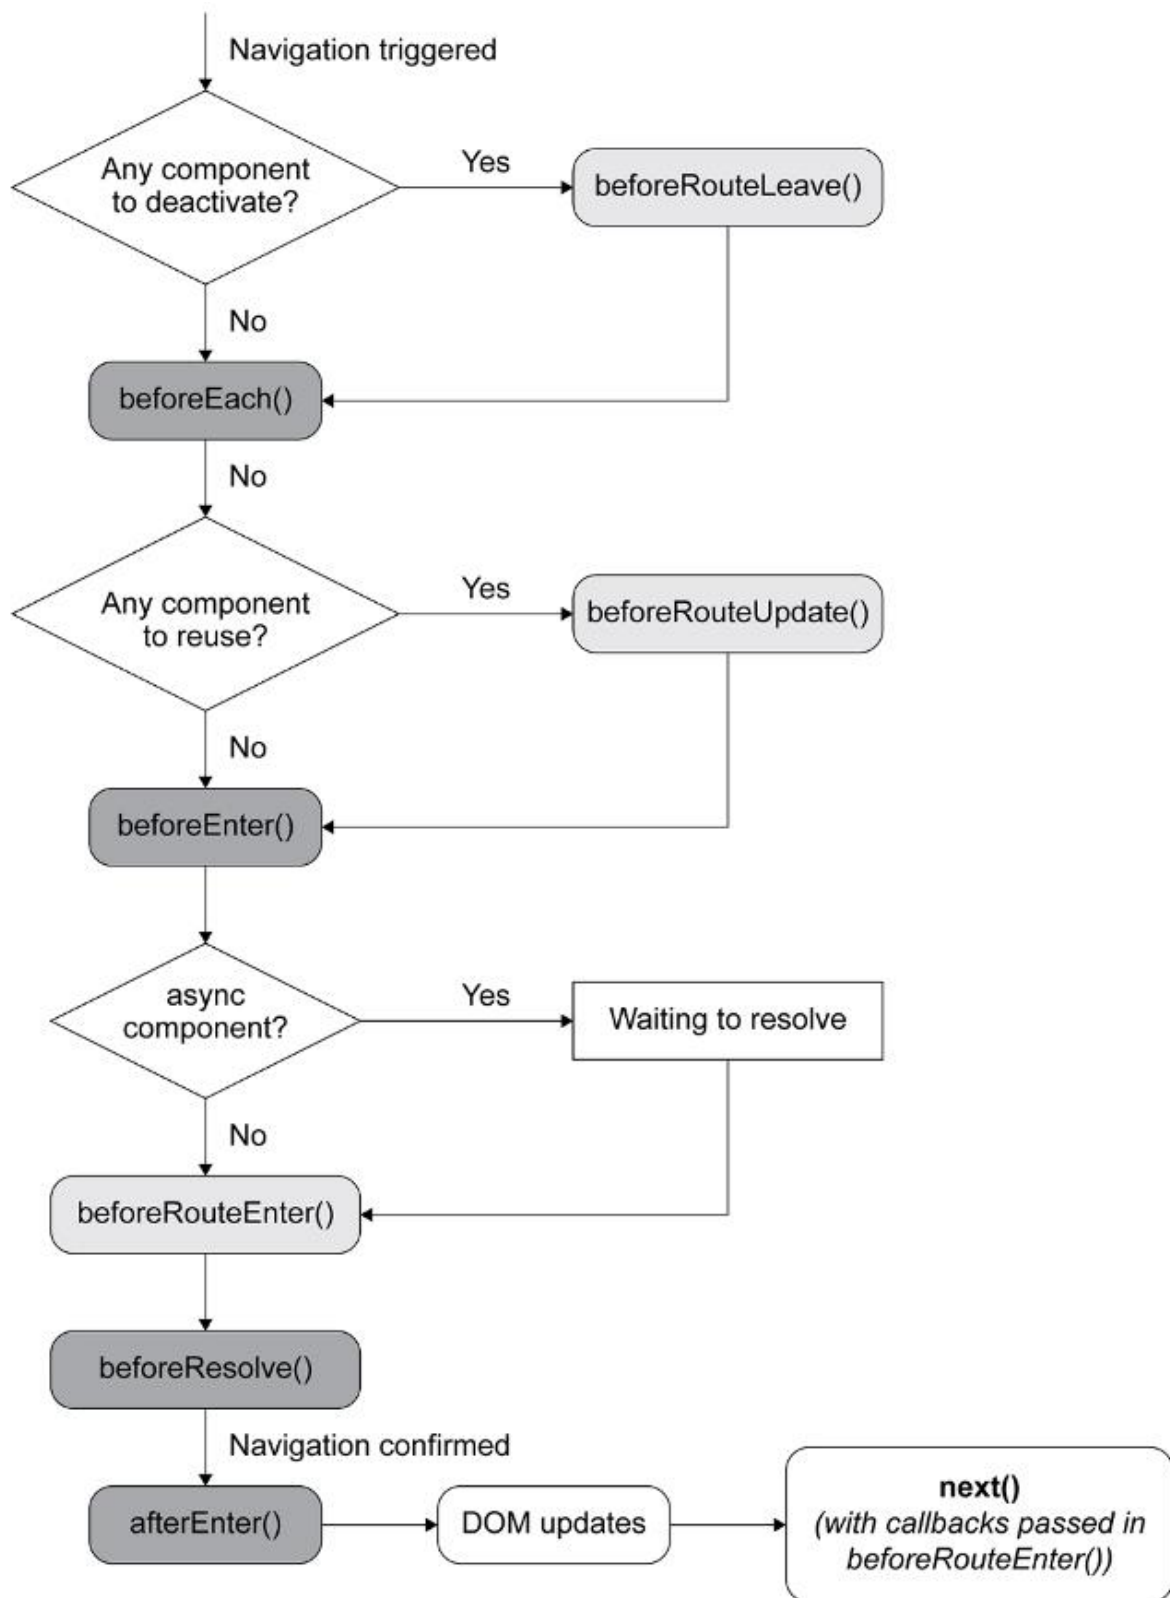 Navigation triggered
Any component
to deactivate?
Yes
beforeRouteLeave()
No
beforeEach()
No
Any component
to reuse?
Yes
beforeRouteUpdate()
No
beforeEnter()
async
component?
Yes
Waiting to resolve
No
beforeRouteEnter()
beforeResolve()
Navigation confirmed
afterEnter()
DOM updates
next()
(with callbacks passed in
beforeRouteEnter())